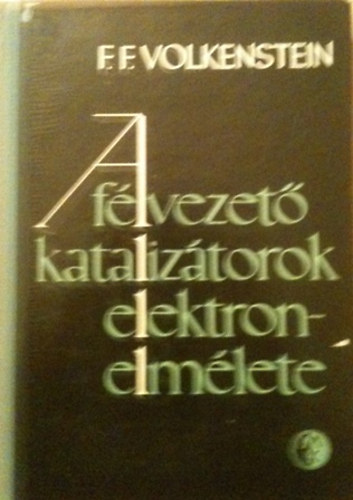 F. F. VOLKENSTEIN
A
félvezető
katalizátorok
elektron-
elmélete